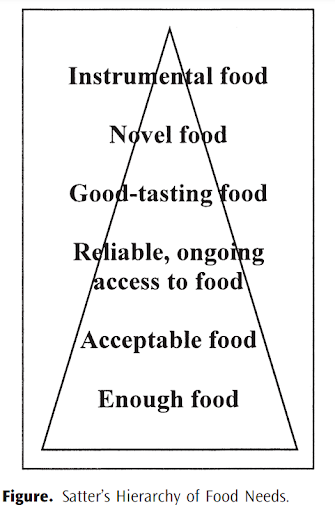 Instrumental food
Novel food
Good-tasting food
Reliable, ongoing
access to food
Acceptable food
Enough food
Figure. Satter's Hierarchy of Food Needs.